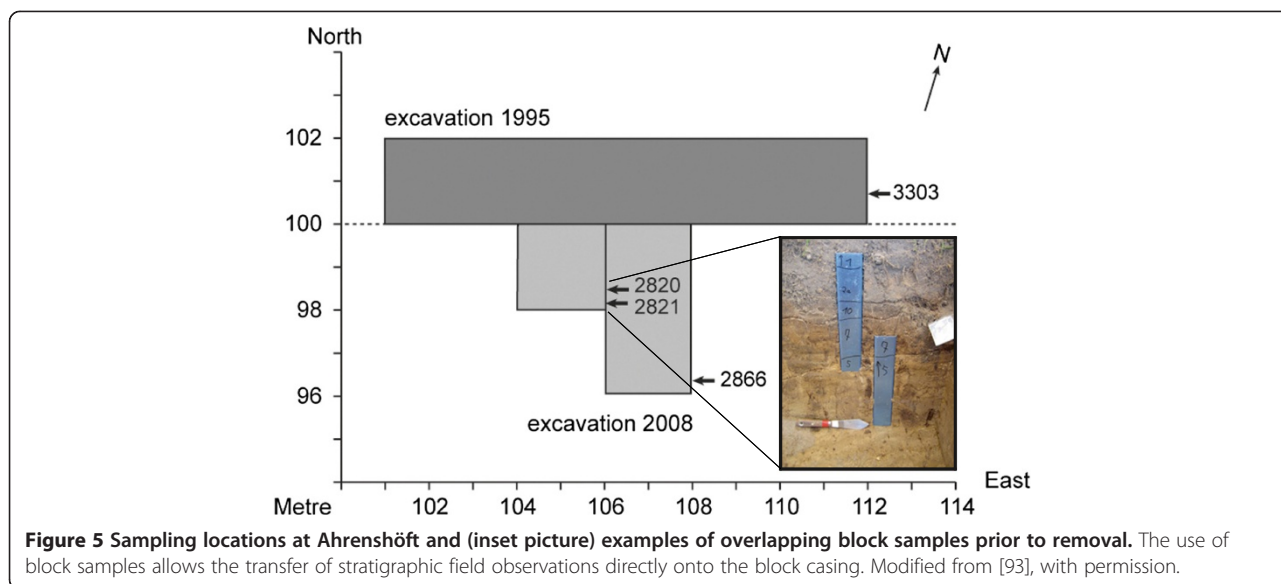 North
N
excavation 1995
102
3303
100
2820
2821
98
2866
96
excavation 2008
East
Metre
102 104 106 108 110 112 114
Figure 5 Sampling locations at Ahrenshöft and (inset picture) examples of overlapping block samples prior to removal. The use of
block samples allows the transfer of stratigraphic field observations directly onto the block casing. Modified from [93], with permission.